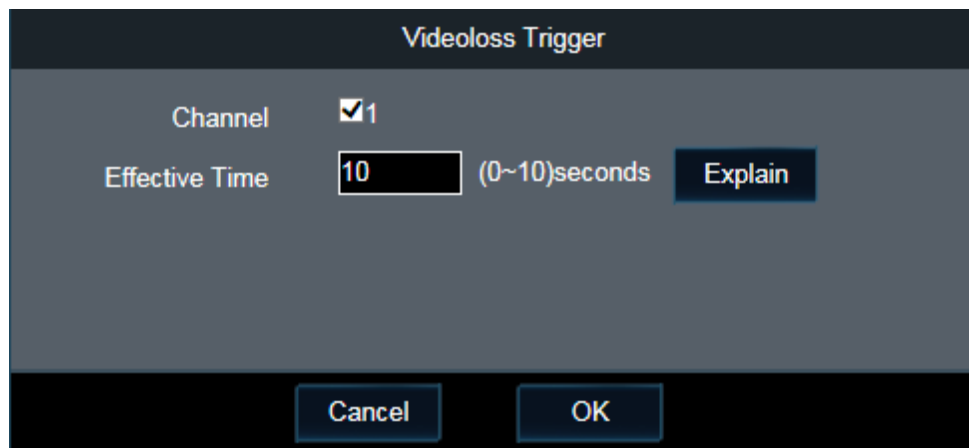 Videoloss Trigger
Channel 1
Effective Time 10 (0~10)seconds Explain
Cancel OK